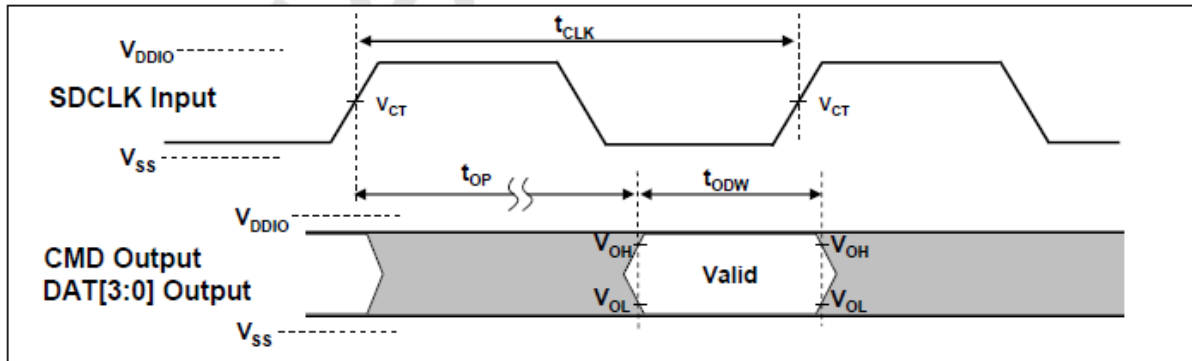 tCLK
VDDIO
SDCLK Input
VCT
VCT
VSS
tOP
tODW
VDDIO
CMD Output
DAT[3:0] Output
VOH
VOH
Valid
VOL
VOL
VSS